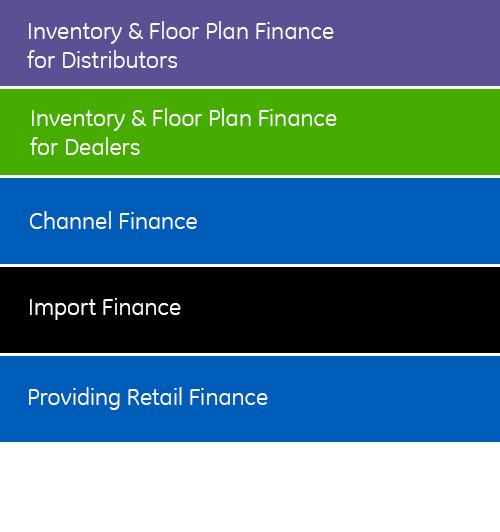 Inventory & Floor Plan Finance
for Distributors
Inventory & Floor Plan Finance
for Dealers
Channel Finance
Import Finance
Providing Retail Finance